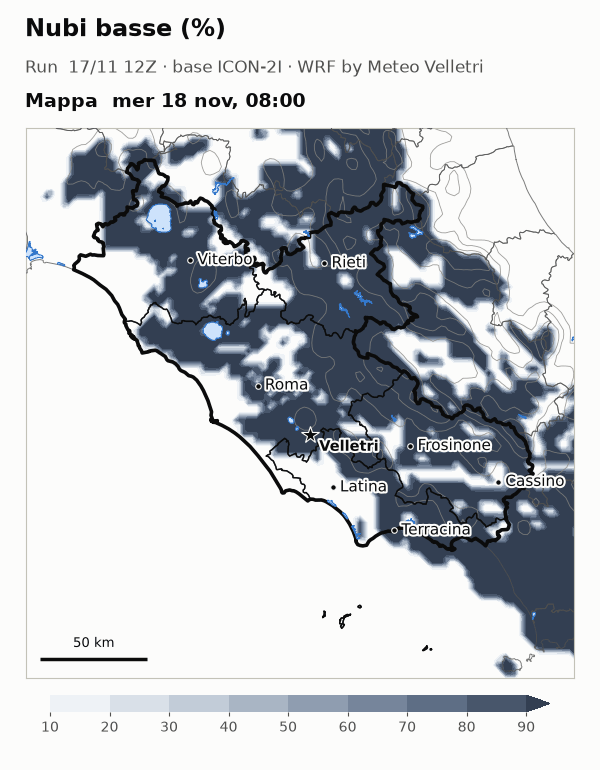 Nubi basse (%)
Run  17/11 12Z · base ICON-2I · WRF by Meteo Velletri
Mappa  mer 18 nov, 08:00
Viterbo
Rieti
Roma
Velletri
Frosinone
Cassino
Latina
Terracina
50 km
10 20 30 40 50 60 70 80 90